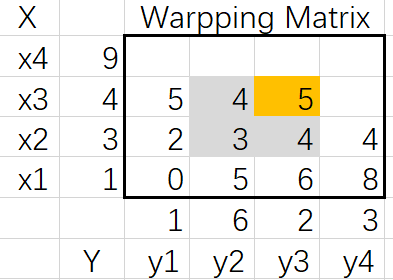 X Warpping Matrix
x4 9
x3 4 5 4 5
x2 3 2 3 4 4
x1 1 0 5 6 8
1 6 2 3
Y y1 y2 y3 y4